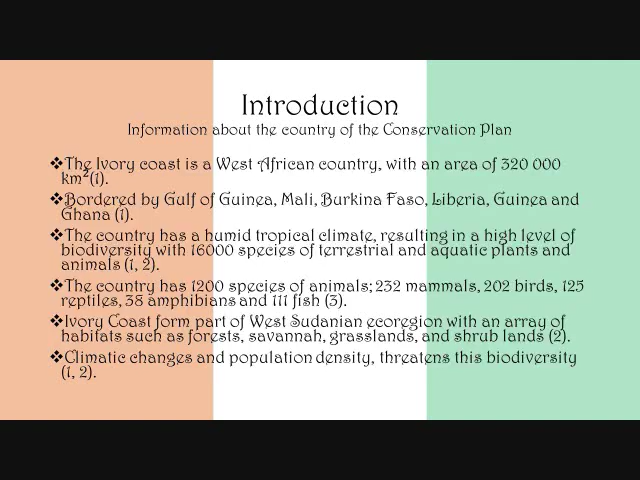 Introduction
Information about the country of the Conservation Plan
❖The Ivory coast is a West African country, with an area of 320 000
km²(1).
❖Bordered by Gulf of Guinea, Mali, Burkina Faso, Liberia, Guinea and
Ghana (1).
❖The country has a humid tropical climate, resulting in a high level of
biodiversity with 16000 species of terrestrial and aquatic plants and
animals (1, 2).
❖The country has 1200 species of animals; 232 mammals, 202 birds, 125
reptiles, 38 amphibians and 111 fish (3).
❖Ivory Coast form part of West Sudanian ecoregion with an array of
habitats such as forests, savannah, grasslands, and shrub lands (2).
❖Climatic changes and population density, threatens this biodiversity
(1, 2).